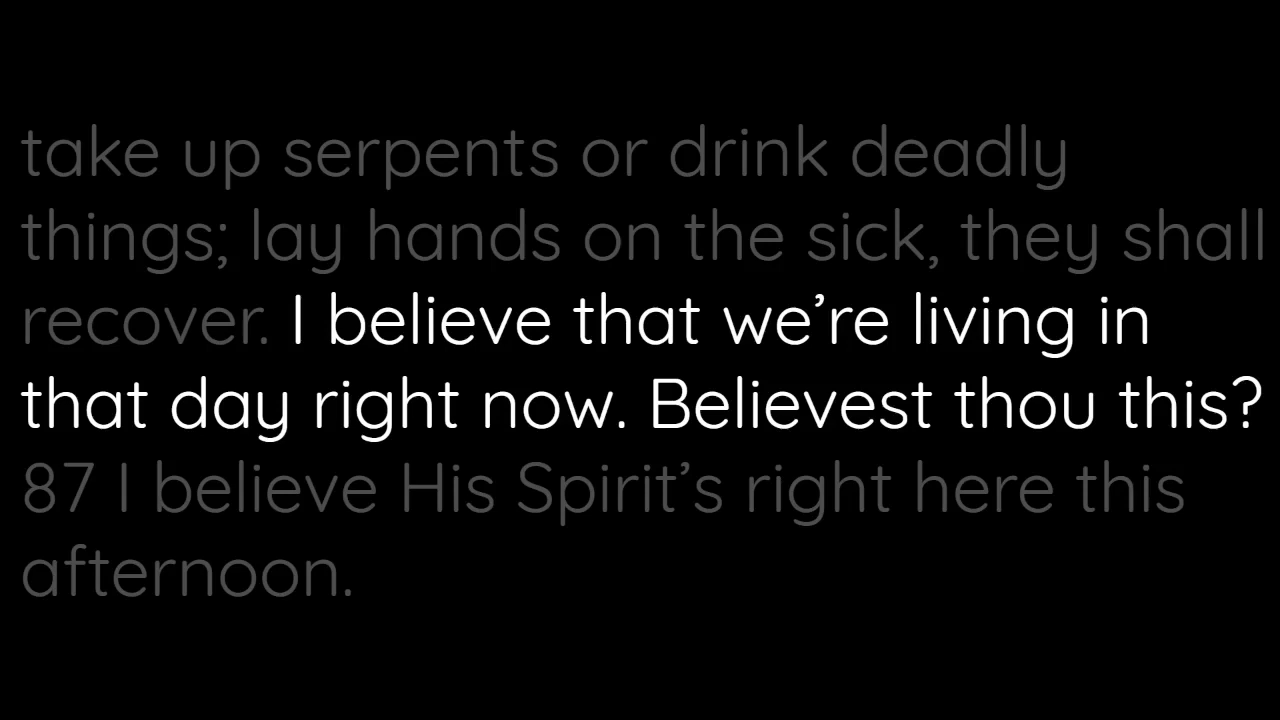 take up serpents or drink deadly
things; lay hands on the sick, they shall
recover. I believe that we’re living in
that day right now. Believest thou this?
87 I believe His Spirit’s right here this
afternoon.